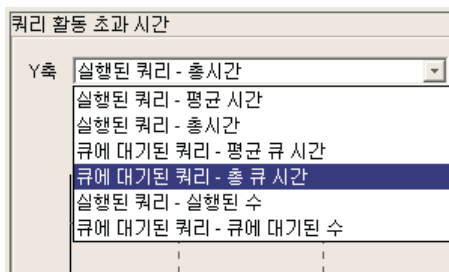 쿼리 활동 초과 시간
Y축 실행된 쿼리 - 총시간
실행된 쿼리 - 평균 시간
실행된 쿼리 - 총시간
큐에 대기된 쿼리 - 평균 큐 시간
큐에 대기된 쿼리 - 총 큐 시간
실행된 쿼리 - 실행된 수
큐에 대기된 쿼리 - 큐에 대기된 수